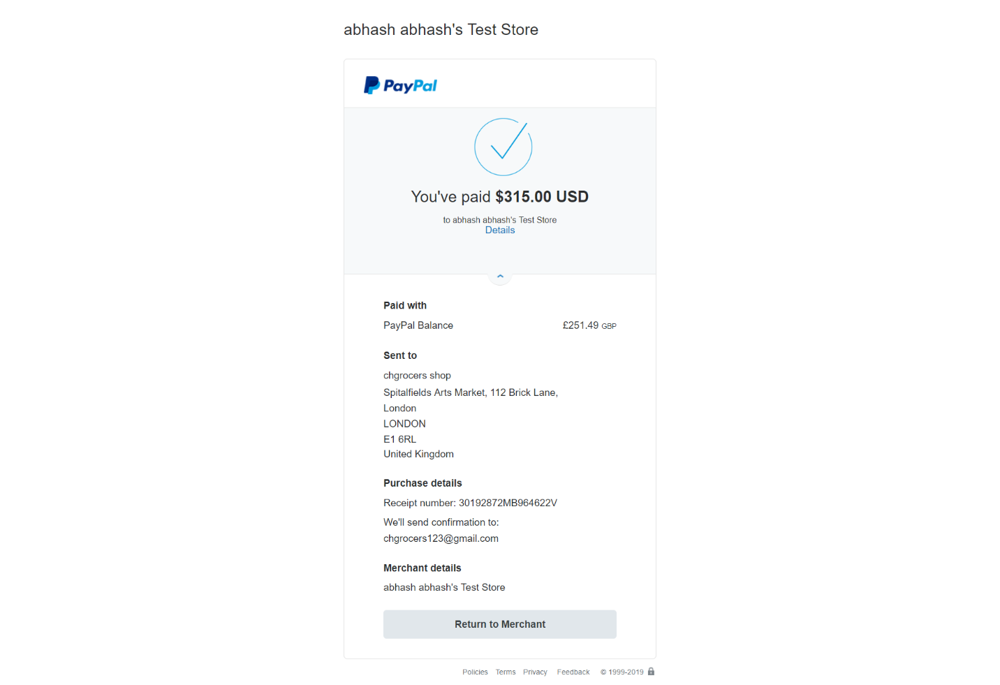 abhash abhash's Test Store
PayPal
You've paid $315.00 USD
to abhash abhash's Test Store
Details
Paid with
PayPal Balance £251.49 GBP
Sent to
chgrocers shop
Spitalfields Arts Market, 112 Brick Lane,
London
LONDON
E1 6RL
United Kingdom
Purchase details
Receipt number: 30192872MB964622V
We'll send confirmation to:
chgrocers123@gmail.com
Merchant details
abhash abhash's Test Store
Return to Merchant
Policies Terms Privacy Feedback © 1999-2019